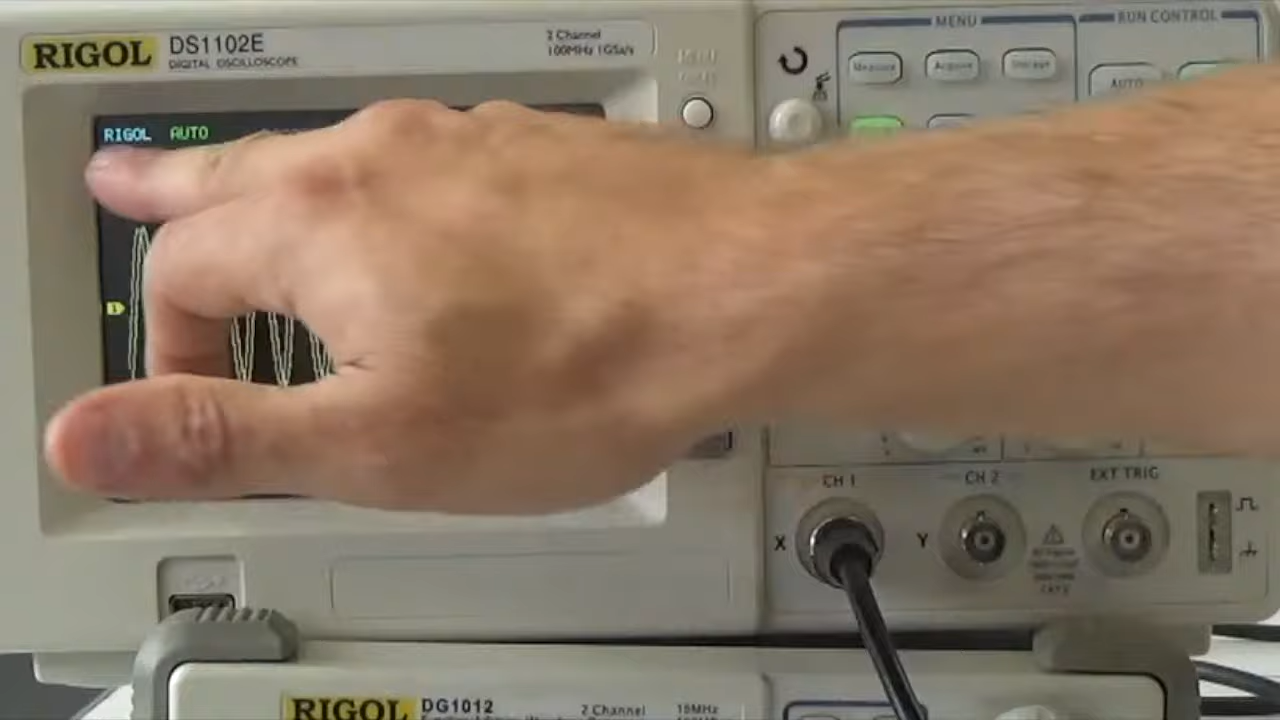 RIGOL DS1102E
DIGITAL OSCILLOSCOPE
2 Channel
100MHz 1GSa/s
MENU
RUN CONTROL
Measure
Acquire
Storage
AUTO
RIGOL AUTO
CH 1
CH 2
EXT TRIG
X
Y
RIGOL DG1012
2 Channel